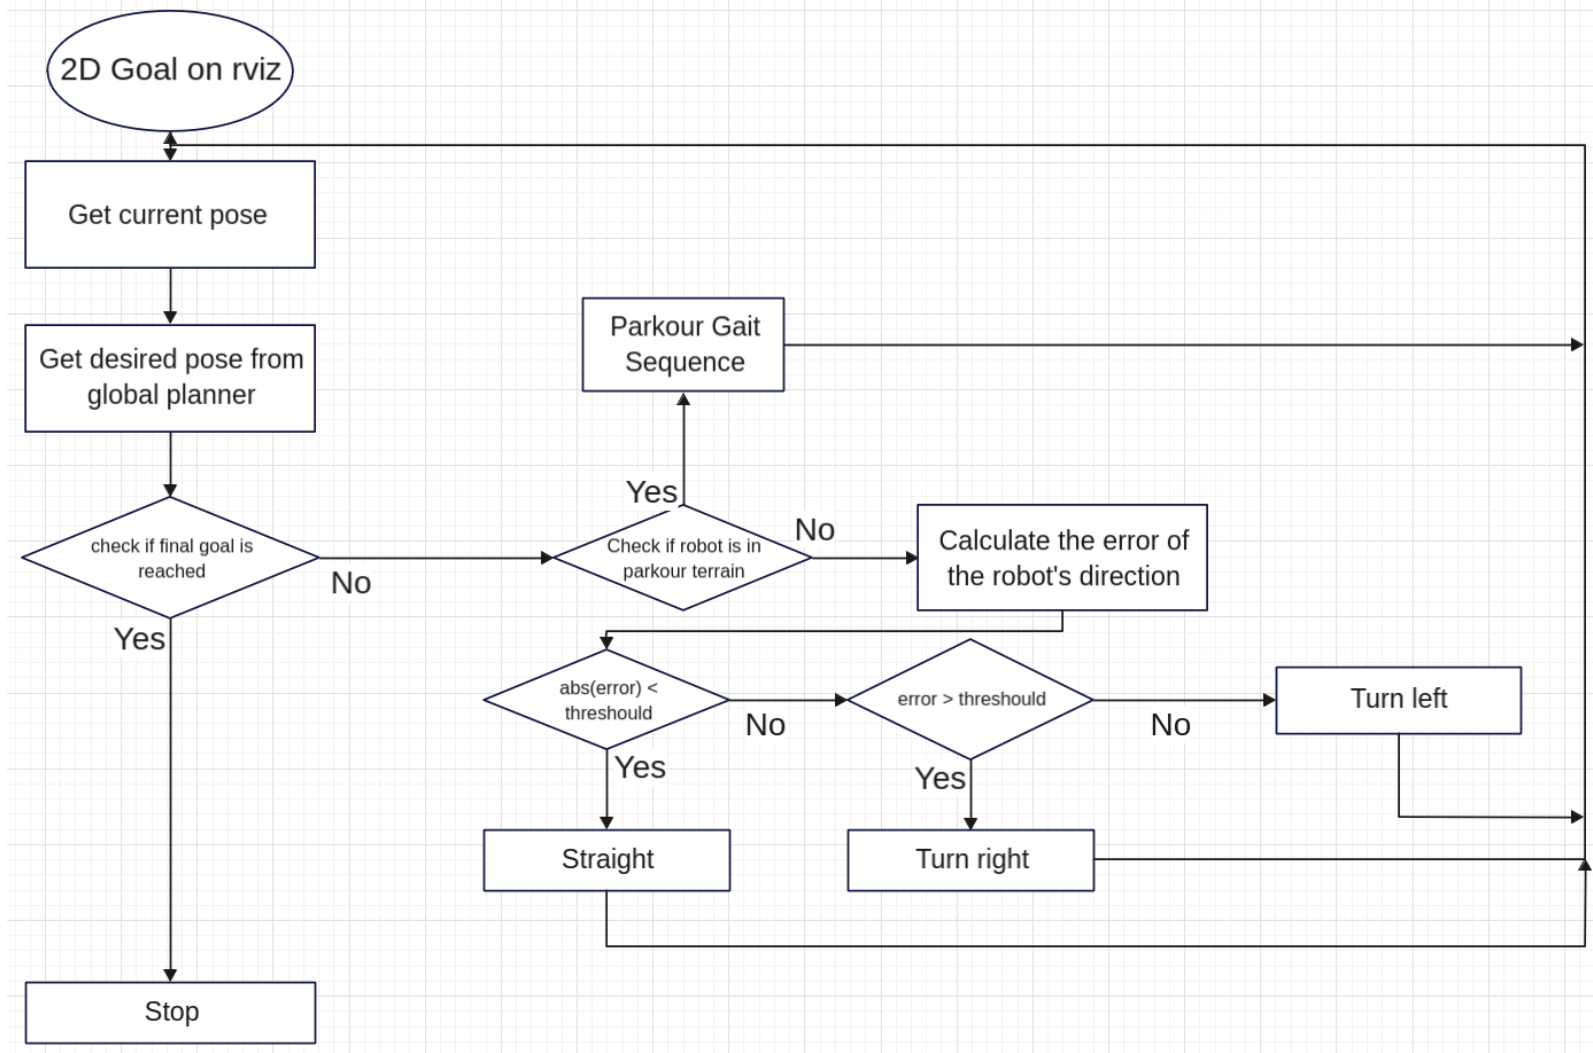 2D Goal on rviz
Get current pose
Get desired pose from
global planner
check if final goal is
reached
No
Yes
Stop
Parkour Gait
Sequence
Yes
Check if robot is in
parkour terrain
No
Calculate the error of
the robot's direction
abs(error) <
threshould
No
Yes
Straight
error > threshould
No
Yes
Turn right
Turn left